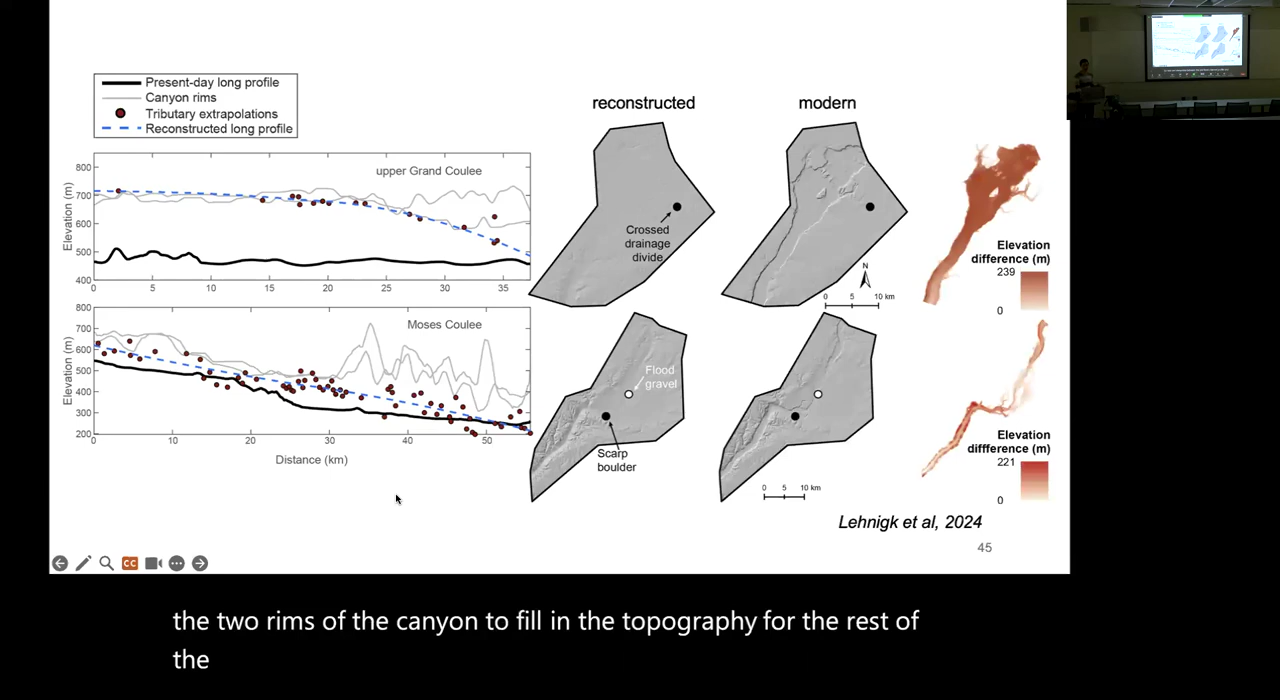 Present-day long profile
Canyon rims
Tributary extrapolations
Reconstructed long profile
reconstructed
modern
upper Grand Coulee
Elevation (m)
800
700
600
500
400
0
5
10
15
20
25
30
35
Crossed
drainage
divide
N
0 5 10 km
Elevation
difference (m)
239
0
Moses Coulee
Elevation (m)
800
700
600
500
400
300
200
0
10
20
30
40
50
Distance (km)
Flood
gravel
Scarp
boulder
0 5 10 km
Elevation
diffference (m)
221
0
Lehnigk et al, 2024
45
CC
the two rims of the canyon to fill in the topography for the rest of
the